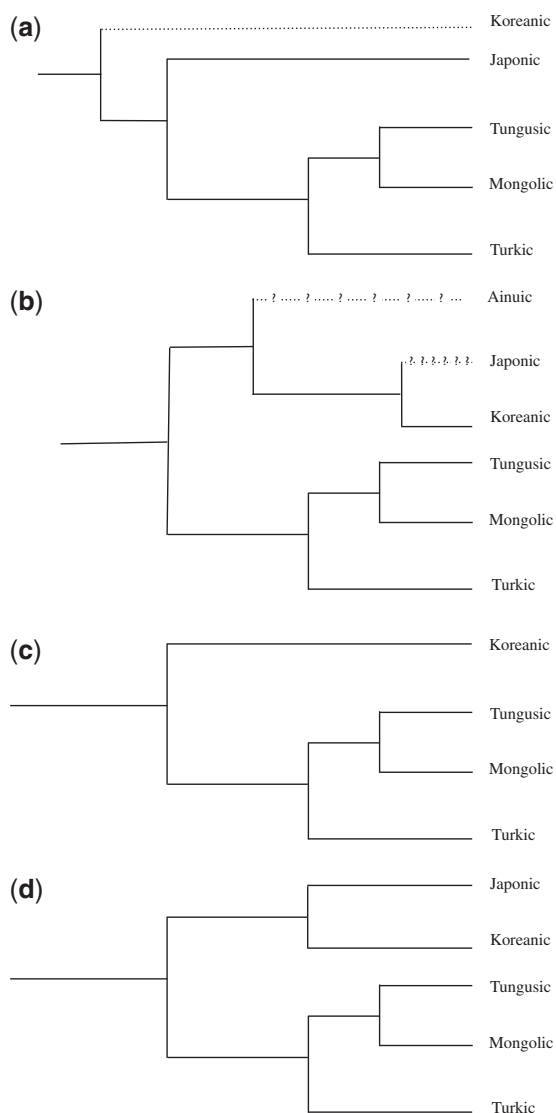 (a)
Koreanic
Japonic
Tungusic
Mongolic
Turkic
(b)
? ? ? ? ? ?
Ainuic
? ? ? ? ? ?
Japonic
Koreanic
Tungusic
Mongolic
Turkic
(c)
Koreanic
Tungusic
Mongolic
Turkic
(d)
Japonic
Koreanic
Tungusic
Mongolic
Turkic